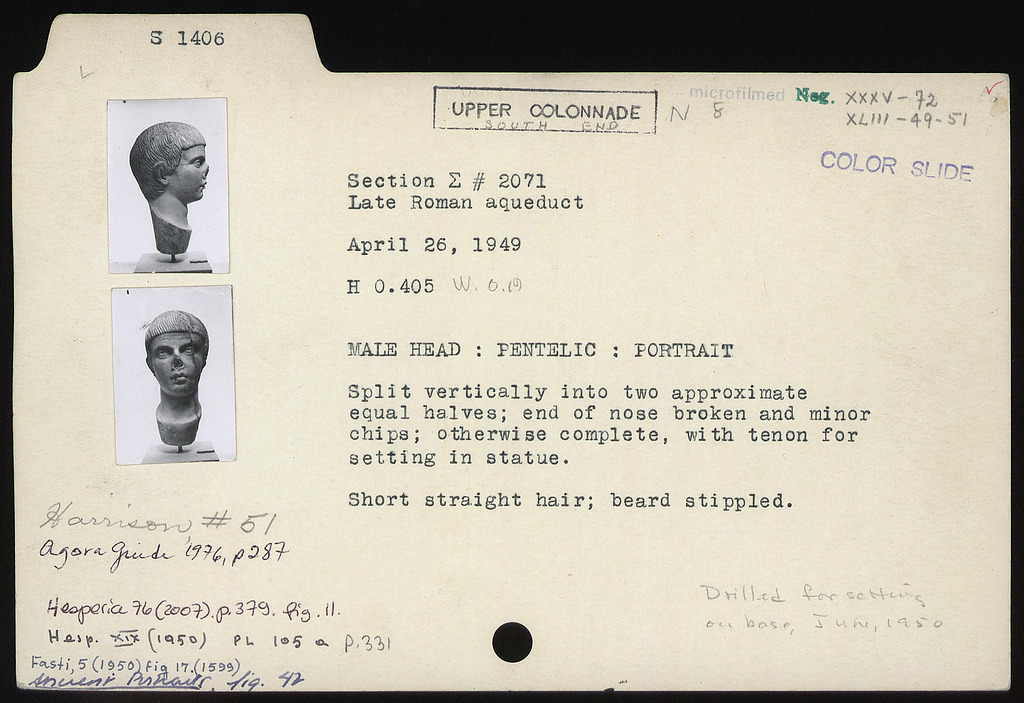 S 1406
UPPER COLONNADE
SOUTH END
N 8
microfilmed Neg. XXXV-72
XLIII-49-51
COLOR SLIDE
Section Σ # 2071
Late Roman aqueduct
April 26, 1949
H 0.405 W. 0.19
MALE HEAD : PENTELIC : PORTRAIT
Split vertically into two approximate
equal halves; end of nose broken and minor
chips; otherwise complete, with tenon for
setting in statue.
Short straight hair; beard stippled.
Harrison # 51
Agora Guide 1976, p 287
Hesperia 76 (2007). p. 379. fig. 11.
Hesp. XIX (1950) PL 105 a P. 331
Fasti, 5 (1950) fig 17. (1599)
Ancient Portraits, fig. 42
Drilled for setting
on base, June, 1950